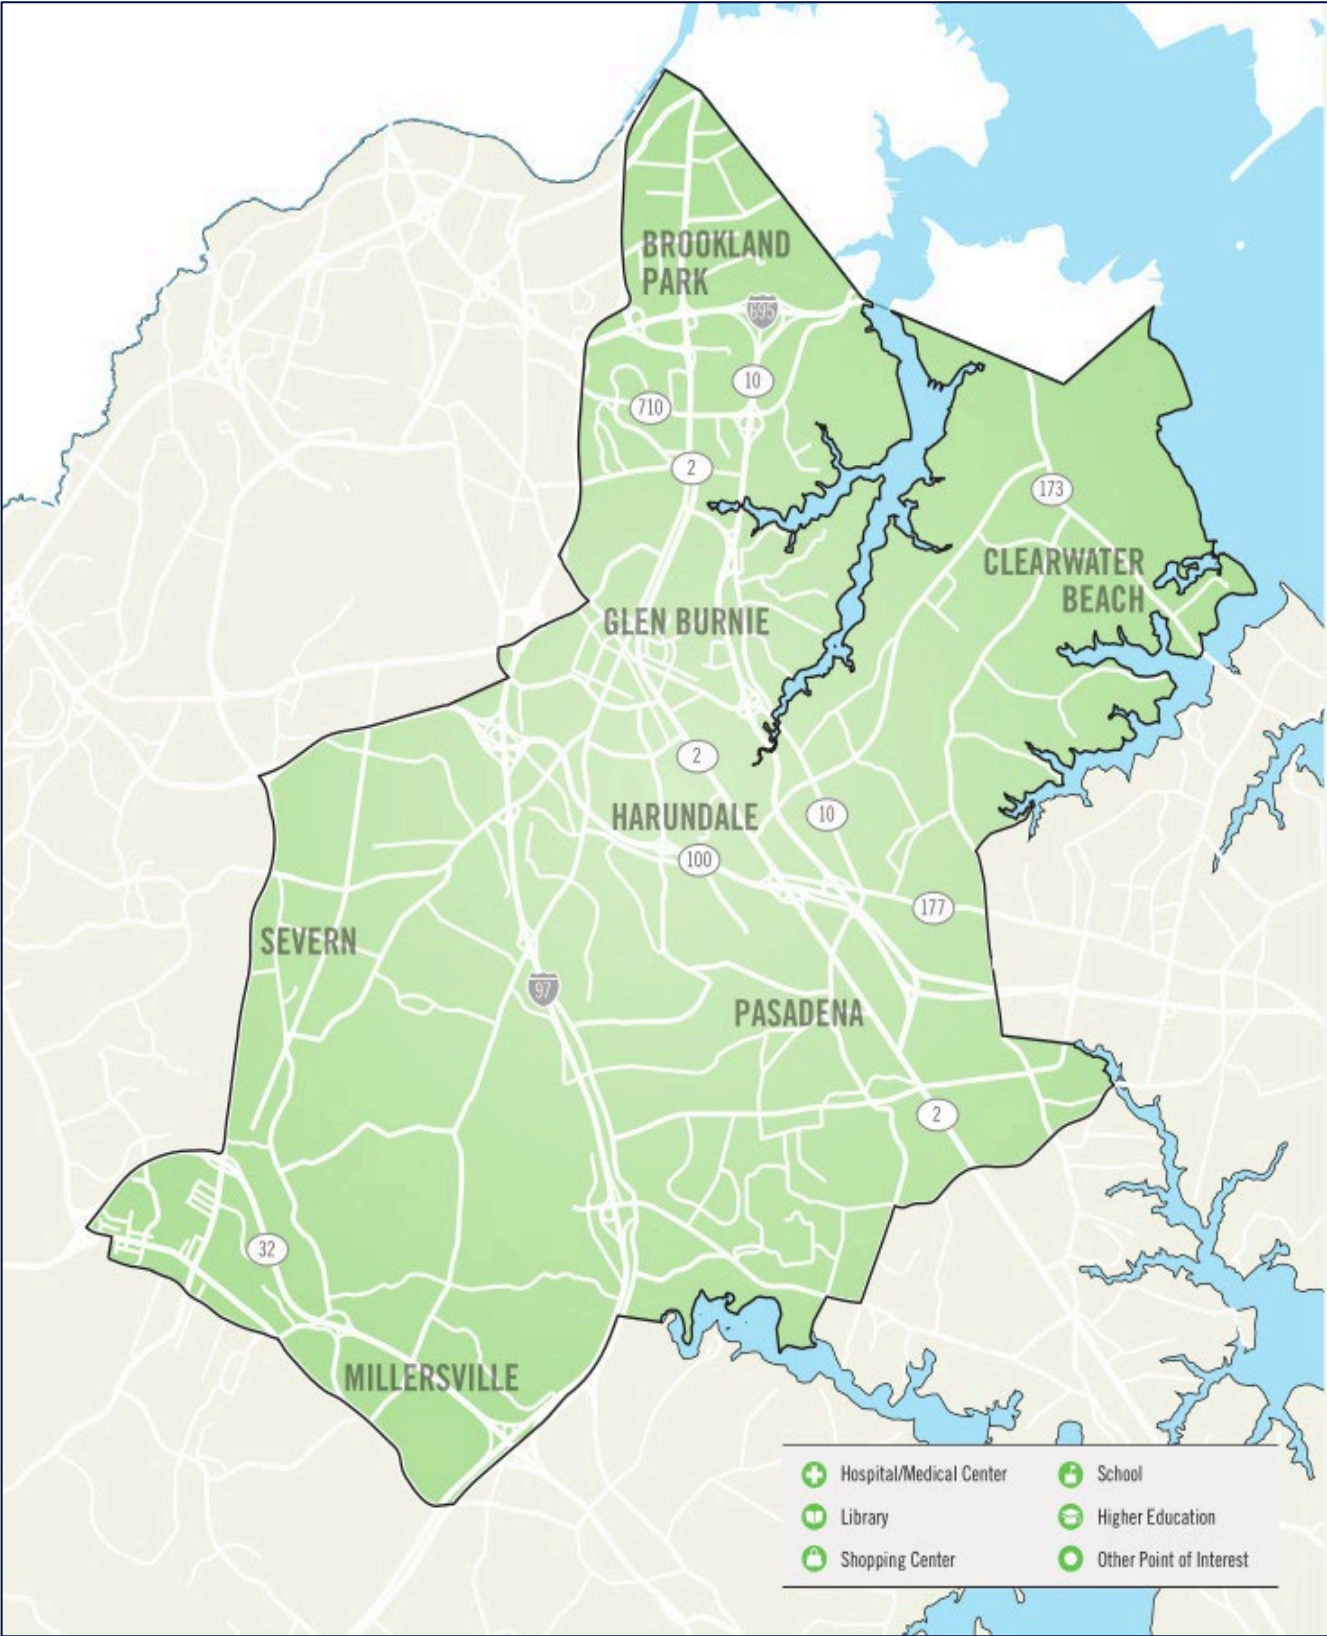 BROOKLAND
PARK
695
10
710
2
173
CLEARWATER
BEACH
GLEN BURNIE
2
HARUNDALE
10
100
177
SEVERN
97
PASADENA
2
32
MILLERSVILLE
Hospital/Medical Center
School
Library
Higher Education
Shopping Center
Other Point of Interest